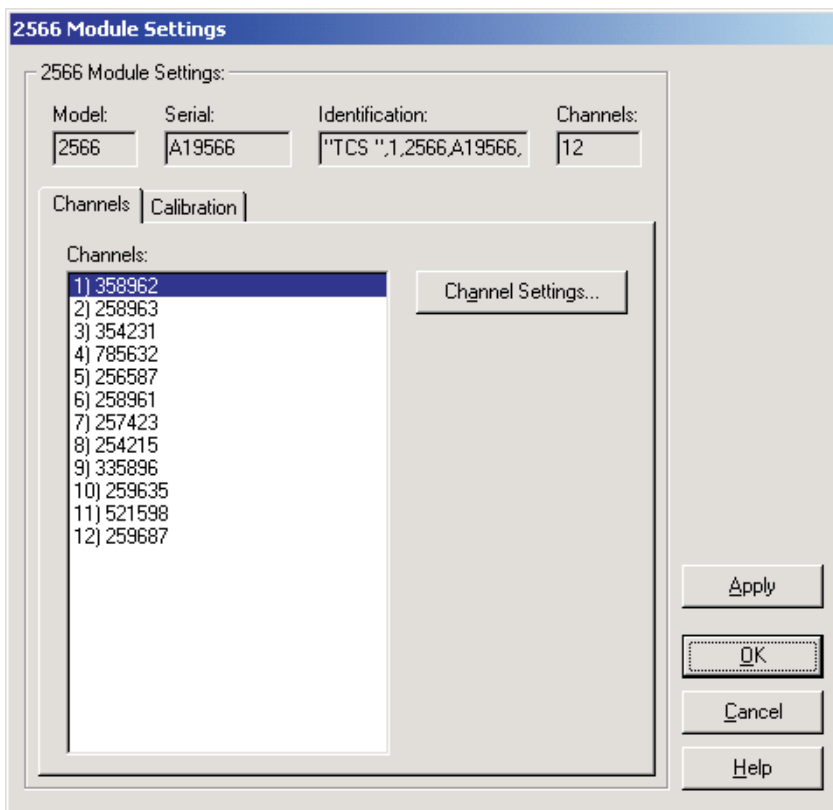 2566 Module Settings
2566 Module Settings:
Model: Serial: Identification: Channels:
2566 A19566 "TCS ",1,2566,A19566, 12
Channels Calibration
Channels:
1) 358962
Channel Settings...
2) 258963
3) 354231
4) 785632
5) 256587
6) 258961
7) 257423
8) 254215
9) 335896
10) 259635
11) 521598
12) 259687
Apply
OK
Cancel
Help